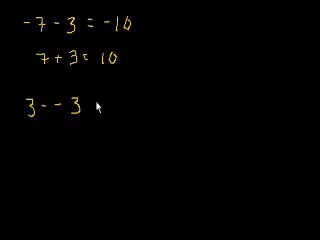 -7 - 3 = -10
7 + 3 = 10
3 - - 3